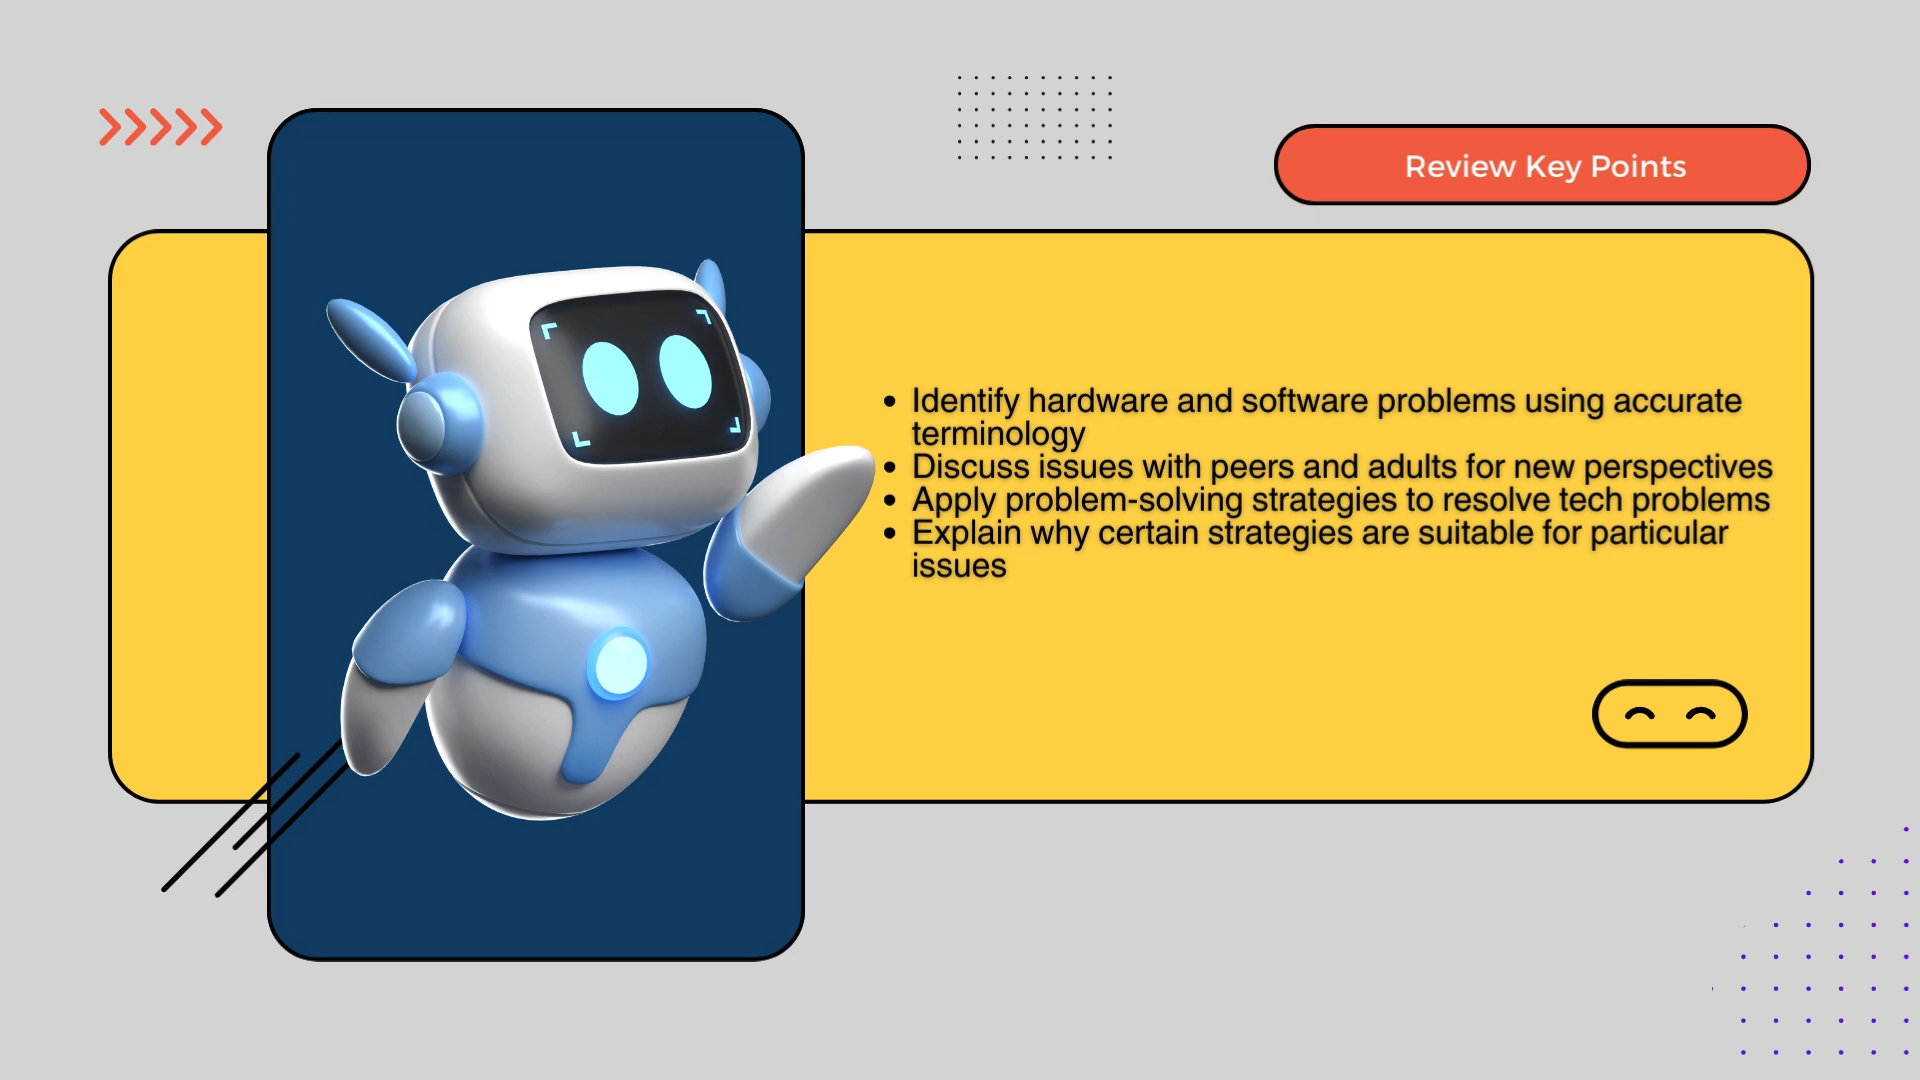 Review Key Points
• Identify hardware and software problems using accurate
terminology
• Discuss issues with peers and adults for new perspectives
• Apply problem-solving strategies to resolve tech problems
• Explain why certain strategies are suitable for particular
issues